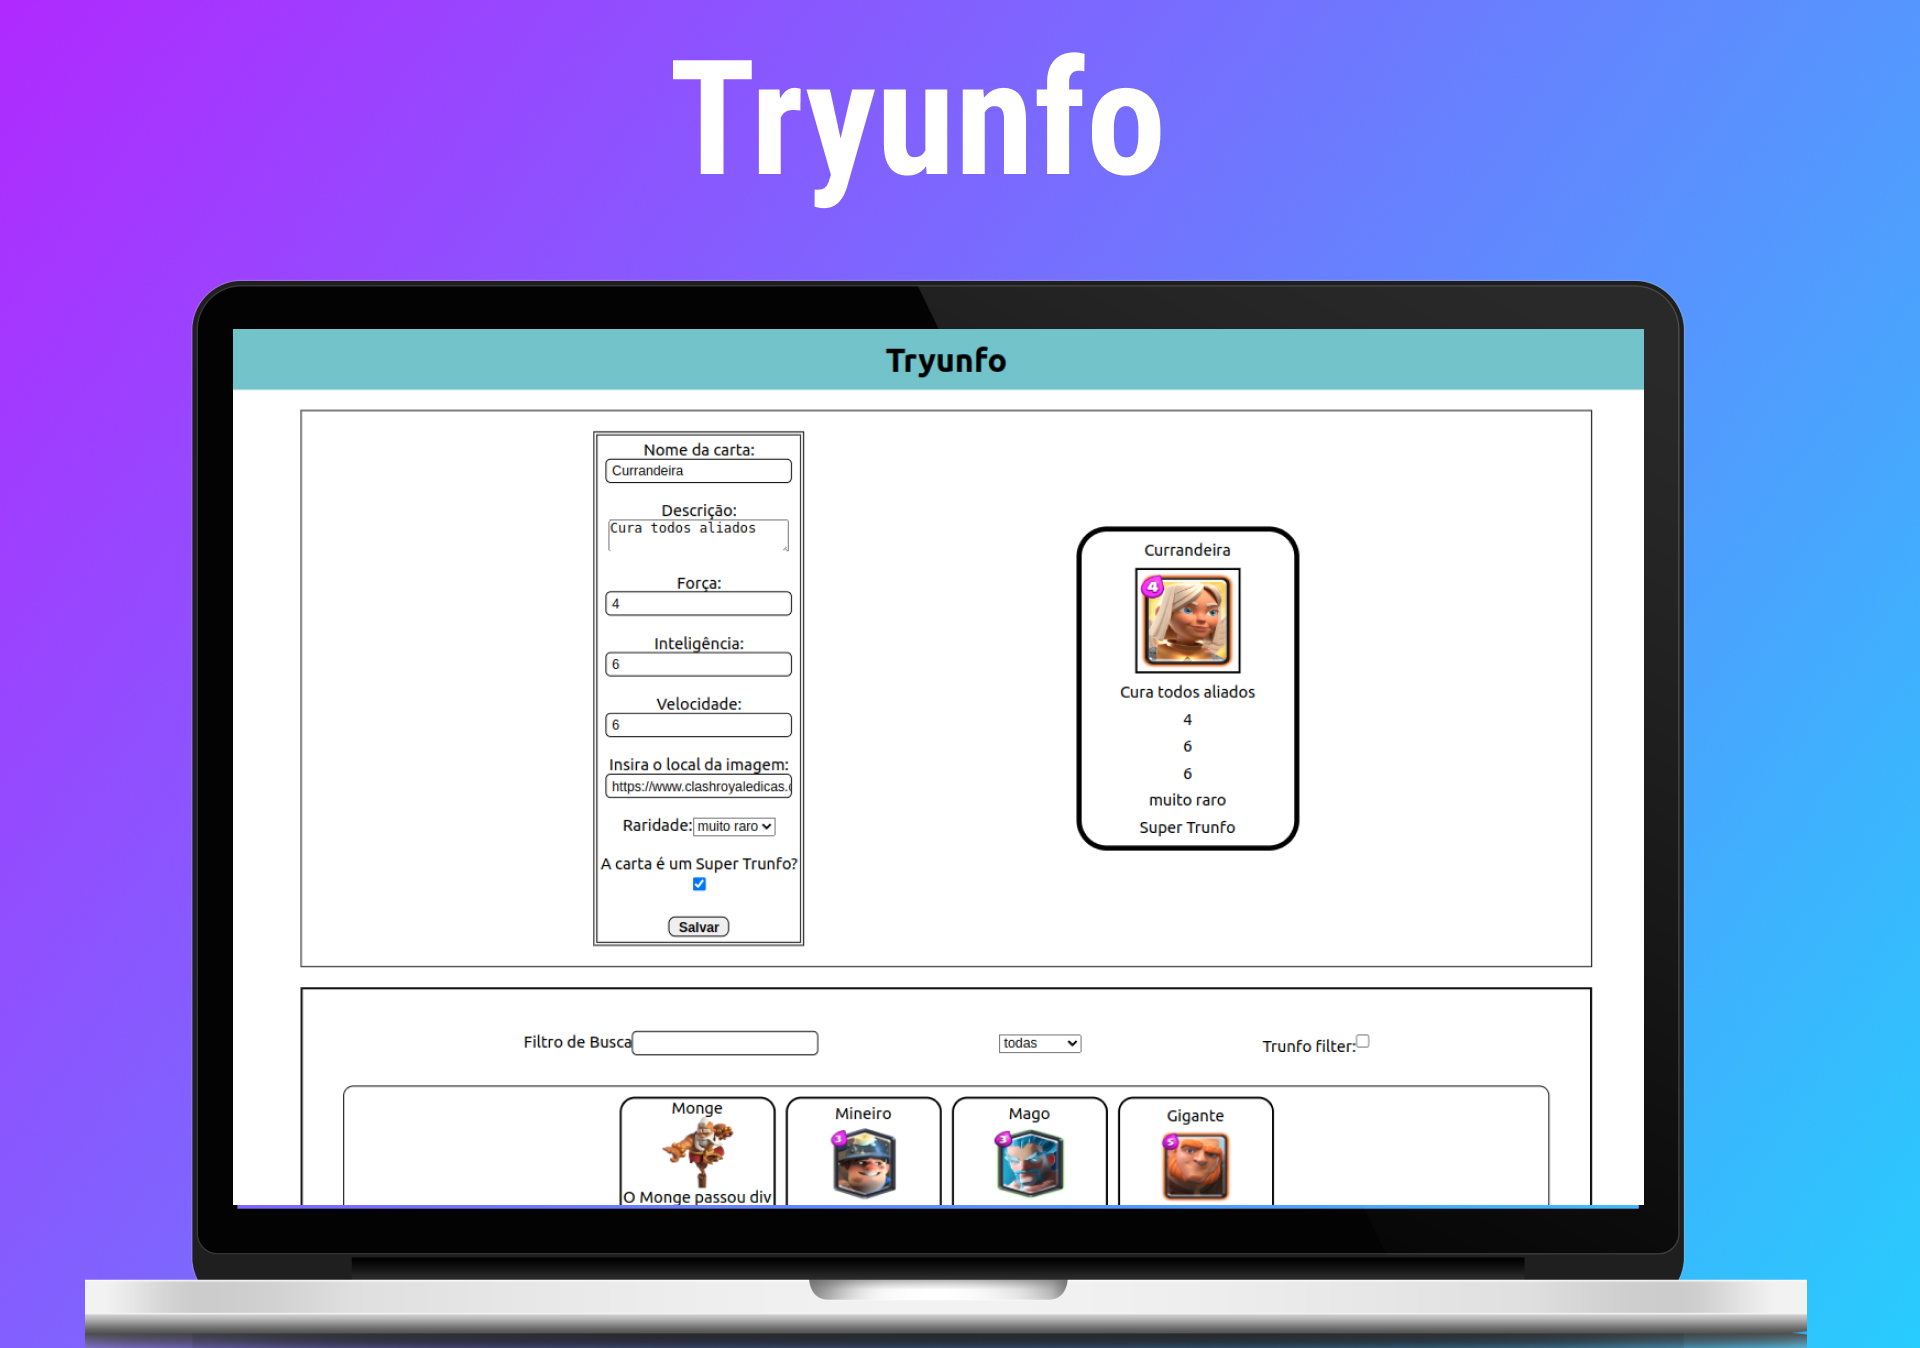 Tryunfo
Tryunfo
Nome da carta:
Currandeira
Descrição:
Cura todos aliados
Força:
4
Inteligência:
6
Velocidade:
6
Insira o local da imagem:
https://www.clashroyaledicas.c
Raridade: muito raro
A carta é um Super Trunfo?
Salvar
Currandeira
4
Cura todos aliados
4
6
6
muito raro
Super Trunfo
Filtro de Busca
todas
Trunfo filter:
Monge
O Monge passou div
Mineiro
3
Mago
3
Gigante
5